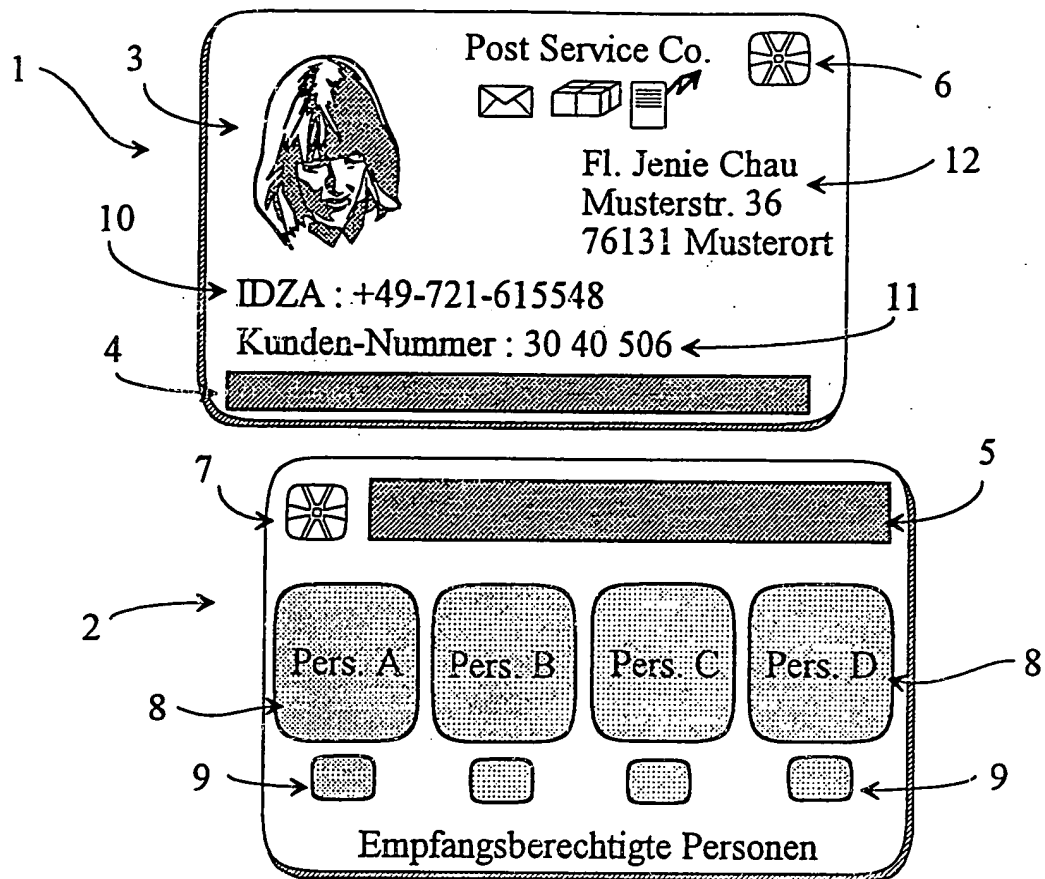 1
3
Post Service Co.
6
Fl. Jenie Chau
12
Musterstr. 36
76131 Musterort
10
IDZA : +49-721-615548
11
Kunden-Nummer : 30 40 506
4
7
5
2
Pers. A
Pers. B
Pers. C
Pers. D
8
8
9
9
Empfangsberechtigte Personen